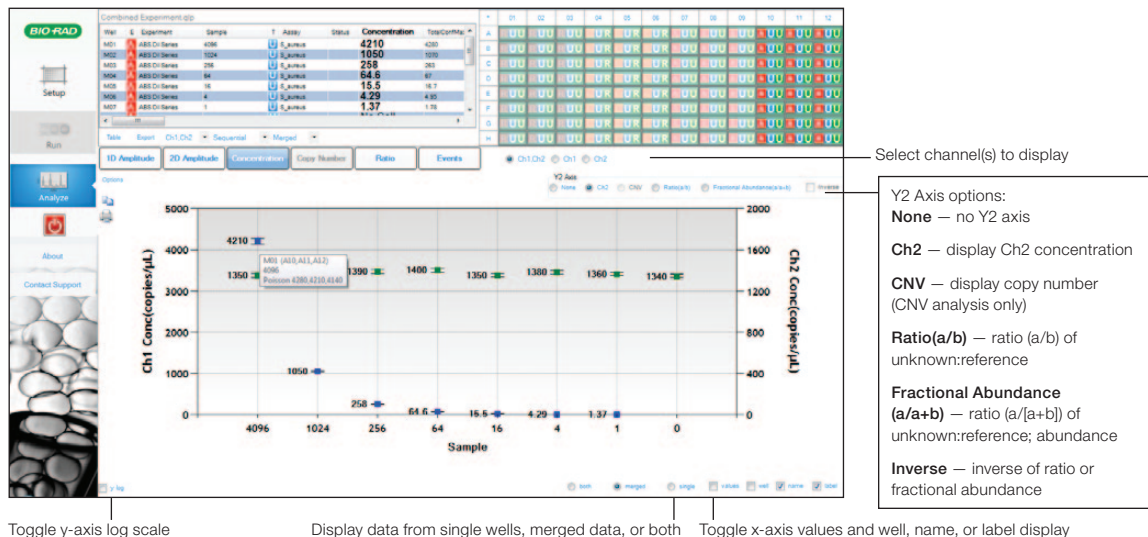 BIO-RAD
Setup
Run
Analyze
About
Contact Support
Combined Experiment.qlp
Well E Experiment Sample T Assay Status Concentration TotalConfMa
M01 A ABS Dil Series 4096 U S_aureus 4210 4280
M02 A ABS Dil Series 1024 U S_aureus 1050 1070
M03 A ABS Dil Series 256 U S_aureus 258 263
M04 A ABS Dil Series 64 U S_aureus 64.6 67
M05 A ABS Dil Series 16 U S_aureus 15.5 16.7
M06 A ABS Dil Series 4 U S_aureus 4.29 4.93
M07 A ABS Dil Series 1 U S_aureus 1.37 1.78
Table Export Ch1,Ch2 Sequential Merged
01 02 03 04 05 06 07 08 09 10 11 12
A
B
C
D
E
F
G
H
1D Amplitude 2D Amplitude Concentration Copy Number Ratio Events
Ch1,Ch2 Ch1 Ch2
Select channel(s) to display
Options
Y2 Axis
None Ch2 CNV Ratio(a/b) Fractional Abundance(a/a+b) Inverse
5000 2000
4000 1600
3000 1200
2000 800
1000 400
0 0
Ch1 Conc(copies/µL)
Ch2 Conc(copies/µL)
4210
1350 1390 1400 1350 1380 1360 1340
M01 (A10,A11,A12)
4096
Poisson 4280,4210,4140
1050
258 64.6 15.5 4.29 1.37
4096 1024 256 64 16 4 1 0
Sample
y log both merged single values well name label
Y2 Axis options:
None — no Y2 axis
Ch2 — display Ch2 concentration
CNV — display copy number
(CNV analysis only)
Ratio(a/b) — ratio (a/b) of
unknown:reference
Fractional Abundance
(a/a+b) — ratio (a/[a+b]) of
unknown:reference; abundance
Inverse — inverse of ratio or
fractional abundance
Toggle y-axis log scale
Display data from single wells, merged data, or both
Toggle x-axis values and well, name, or label display